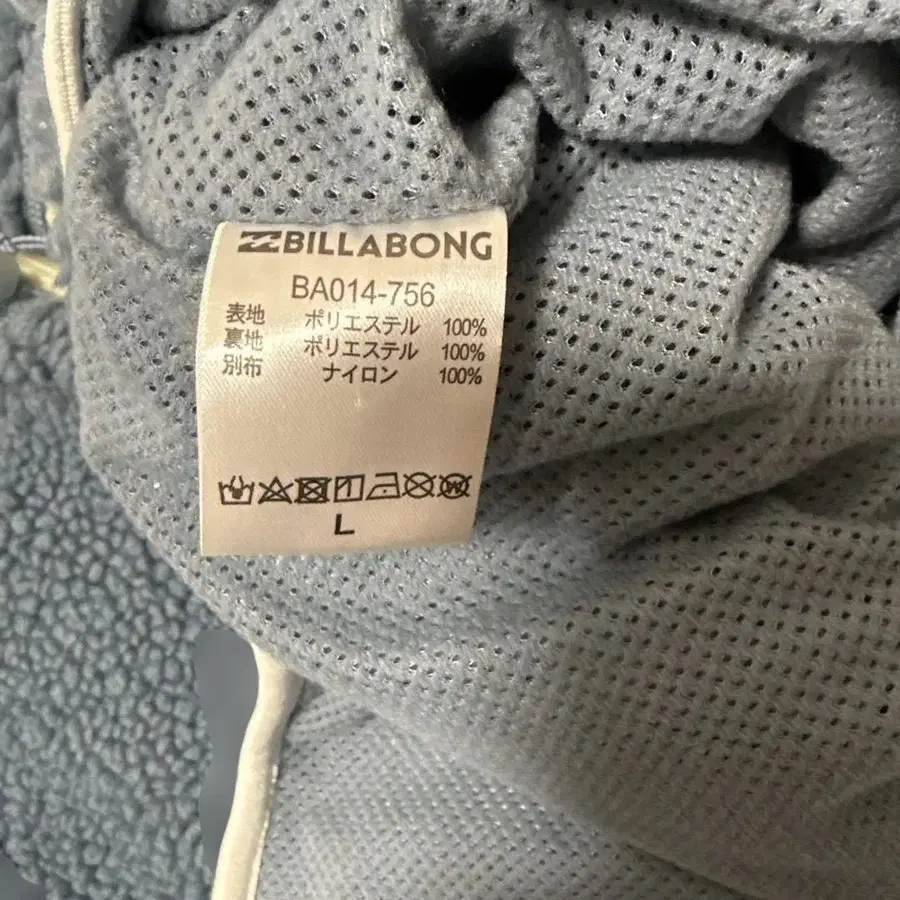 BILLABONG
BA014-756
表地 ポリエステル 100%
裏地 ポリエステル 100%
別布 ナイロン 100%
L